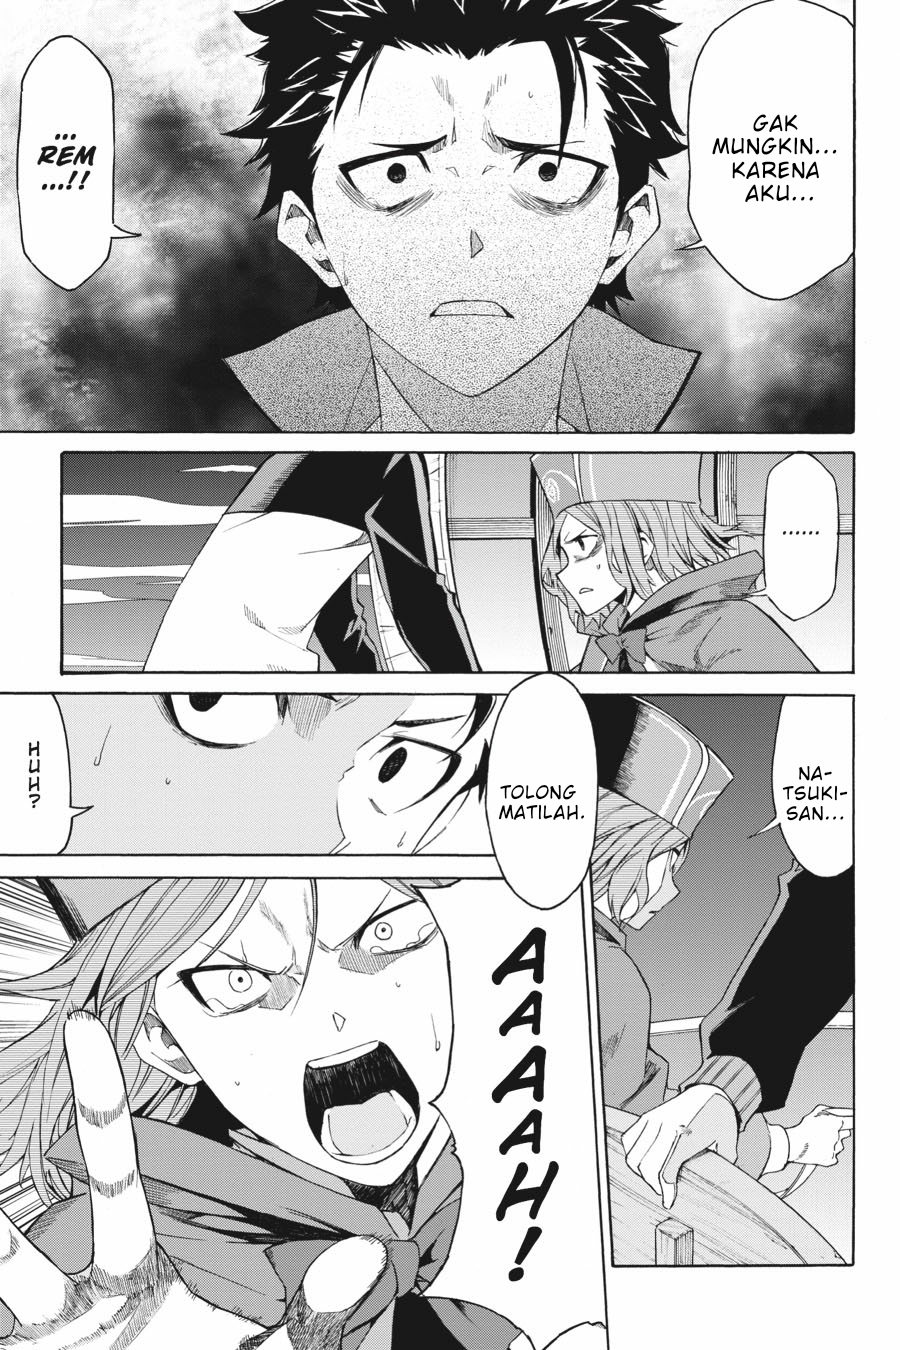 GAK
MUNGKIN...
KARENA
AKU...
...
REM
...!!
......
NA-
TSUKI-
SAN...
TOLONG
MATILAH.
HUH?
AAAAAH!